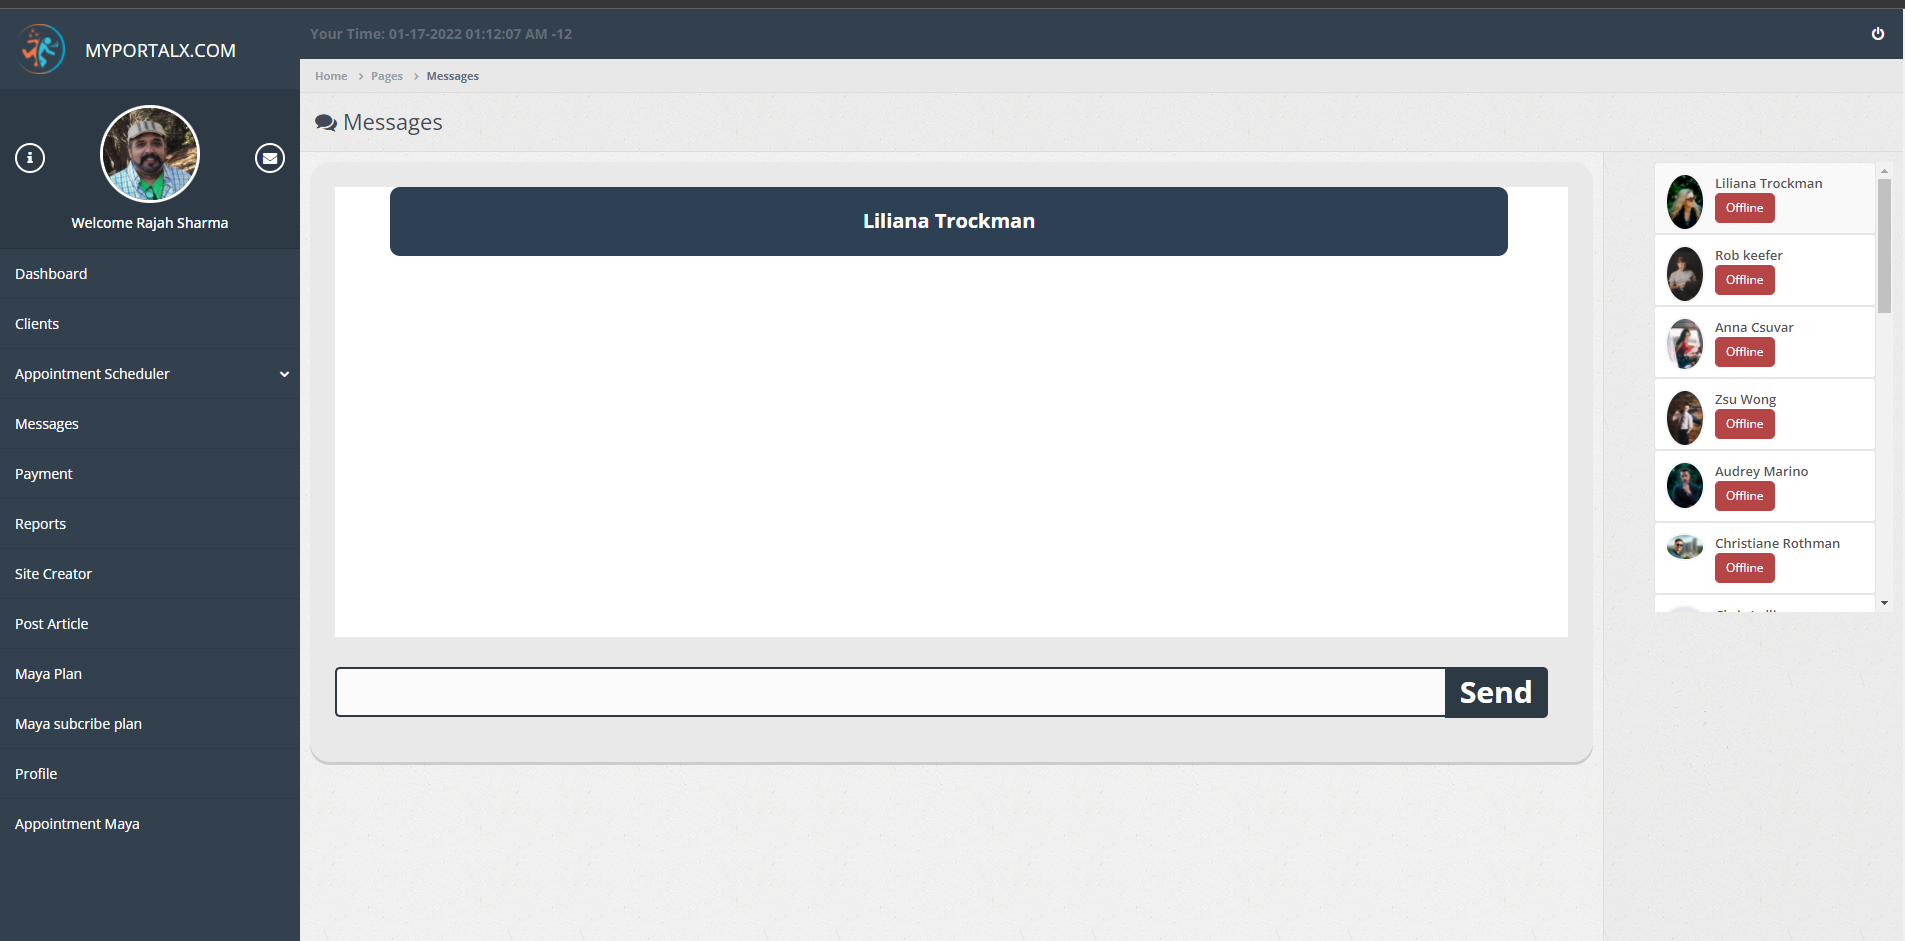 MYPORTALX.COM
Your Time: 01-17-2022 01:12:07 AM -12
Welcome Rajah Sharma
Dashboard
Clients
Appointment Scheduler
Messages
Payment
Reports
Site Creator
Post Article
Maya Plan
Maya subcribe plan
Profile
Appointment Maya
Home > Pages > Messages
Messages
Liliana Trockman
Send
Liliana Trockman
Offline
Rob keefer
Offline
Anna Csuvar
Offline
Zsu Wong
Offline
Audrey Marino
Offline
Christiane Rothman
Offline